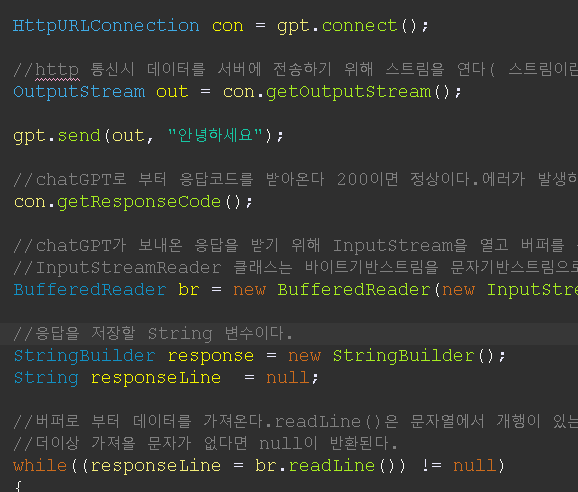 HttpURLConnection con = gpt.connect();
//http 통신시 데이터를 서버에 전송하기 위해 스트림을 연다( 스트림이란
OutputStream out = con.getOutputStream();
gpt.send(out, "안녕하세요");
//chatGPT로 부터 응답코드를 받아온다 200이면 정상이다.에러가 발생하
con.getResponseCode();
//chatGPT가 보내온 응답을 받기 위해 InputStream을 열고 버퍼를
//InputStreamReader 클래스는 바이트기반스트림을 문자기반스트림으로
BufferedReader br = new BufferedReader(new InputStre
//응답을 저장할 String 변수이다.
StringBuilder response = new StringBuilder();
String responseLine = null;
//버퍼로 부터 데이터를 가져온다.readLine()은 문자열에서 개행이 있는
//더이상 가져올 문자가 없다면 null이 반환된다.
while((responseLine = br.readLine()) != null)
{